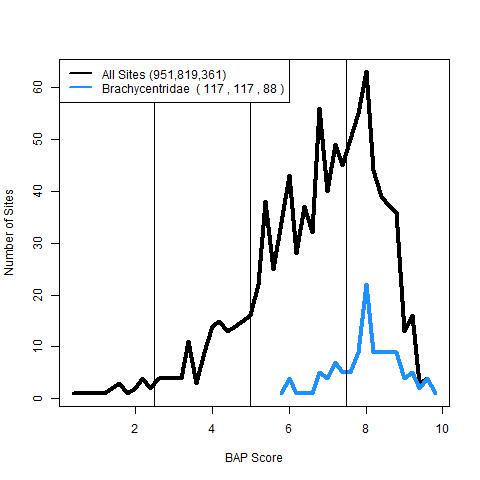 All Sites (951,819,361)
Brachycentridae ( 117 , 117 , 88 )
Number of Sites
60
50
40
30
20
10
0
2 4 6 8 10
BAP Score